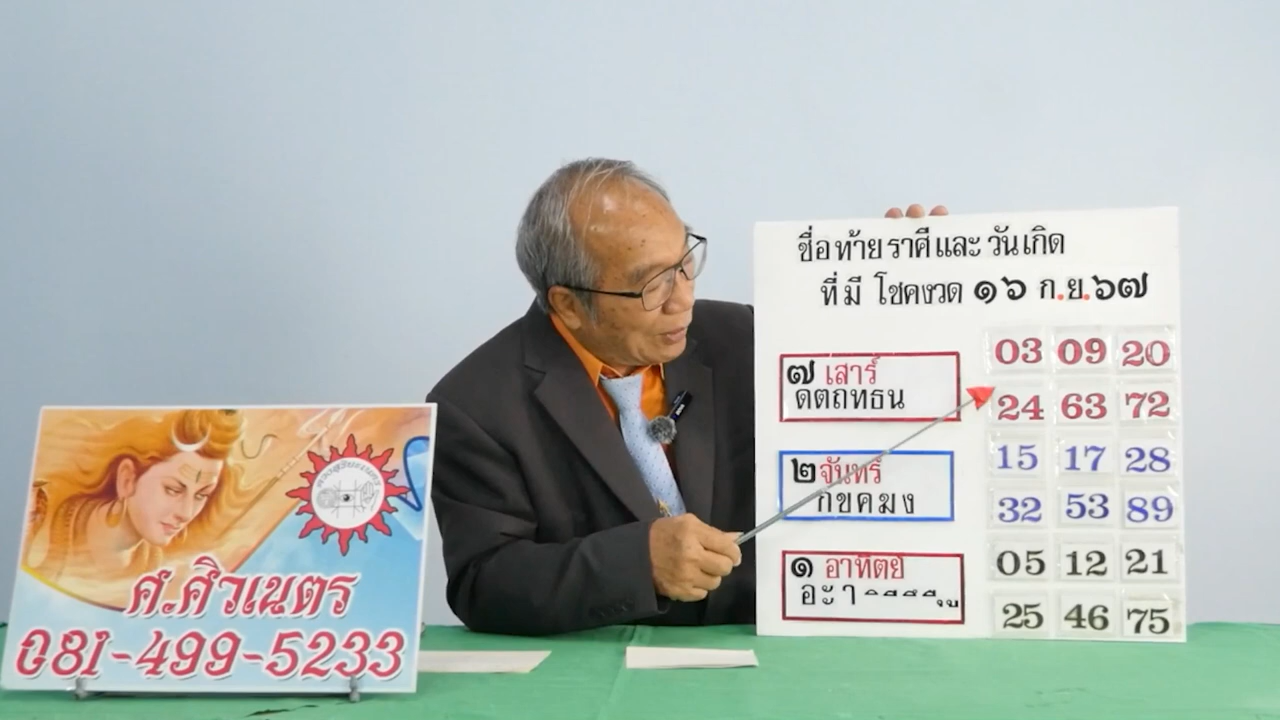 ชื่อท้ายราศีและ วันเกิด
ที่มี โชคงวด ๑๖ ก.ย.๖๗
๗ เสาร์
ดตถทธน
03 09 20
24 63 72
๒ จันทร์
กขคฆง
15 17 28
32 53 89
๑ อาทิตย์
อะา ิ ี ึ ื ุ ู
05 12 21
25 46 75
ศ.ศิวเนตร
081-499-5233